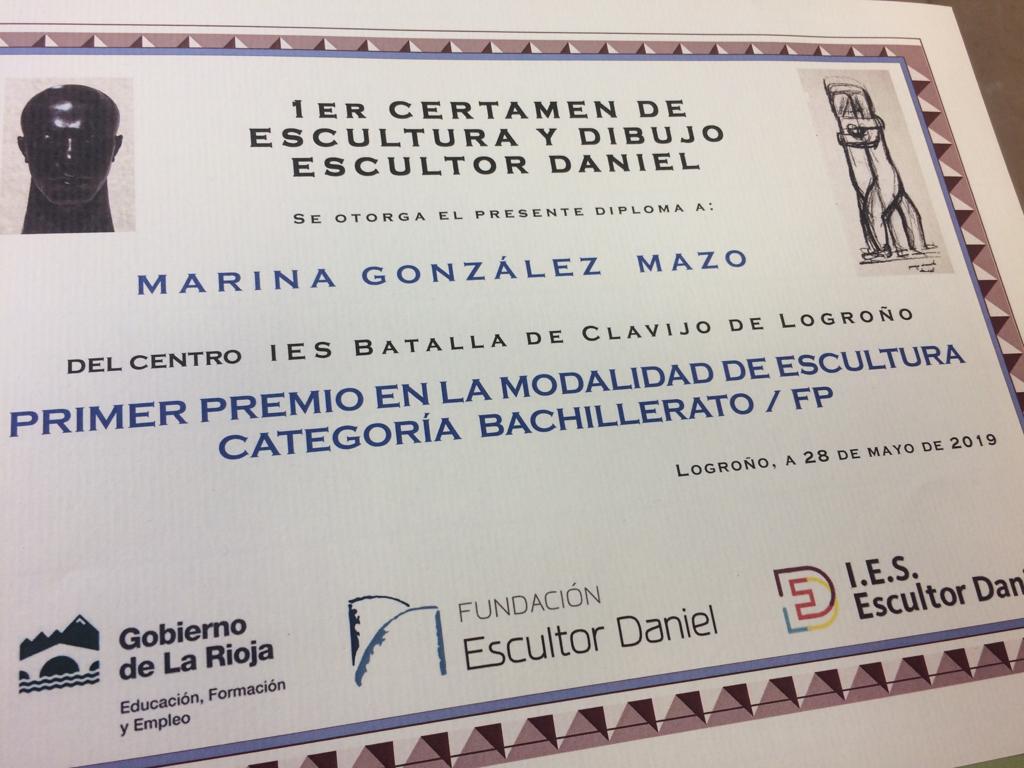 1ER CERTAMEN DE
ESCULTURA Y DIBUJO
ESCULTOR DANIEL
SE OTORGA EL PRESENTE DIPLOMA A:
MARINA GONZÁLEZ MAZO
DEL CENTRO IES BATALLA DE CLAVIJO DE LOGROÑO
PRIMER PREMIO EN LA MODALIDAD DE ESCULTURA
CATEGORÍA BACHILLERATO / FP
LOGROÑO, A 28 DE MAYO DE 2019
Gobierno
de La Rioja
Educación, Formación
y Empleo
FUNDACIÓN
Escultor Daniel
I.E.S.
Escultor Dani